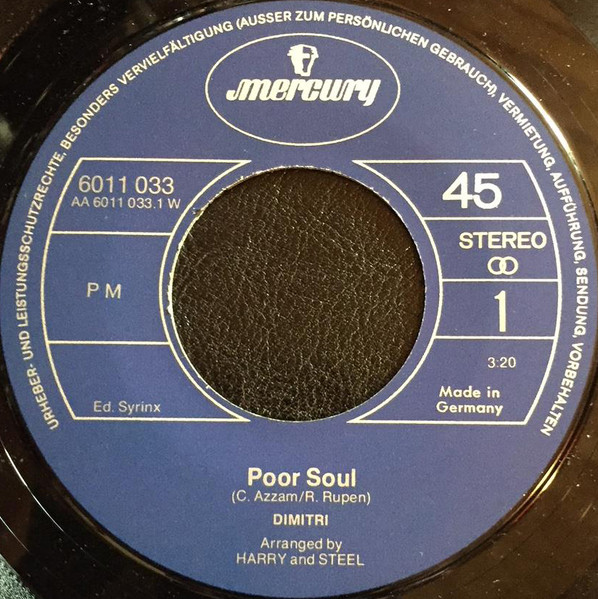 URHEBER- UND LEISTUNGSSCHUTZRECHTE, BESONDERS VERVIELFÄLTIGUNG (AUSSER ZUM PERSÖNLICHEN GEBRAUCH), VERMIETUNG, AUFFÜHRUNG, SENDUNG, VORBEHALTEN
mercury
6011 033
AA 6011 033.1 W
PM
Ed. Syrinx
45
STEREO
1
3:20
Made in
Germany
Poor Soul
(C. Azzam/R. Rupen)
DIMITRI
Arranged by
HARRY and STEEL